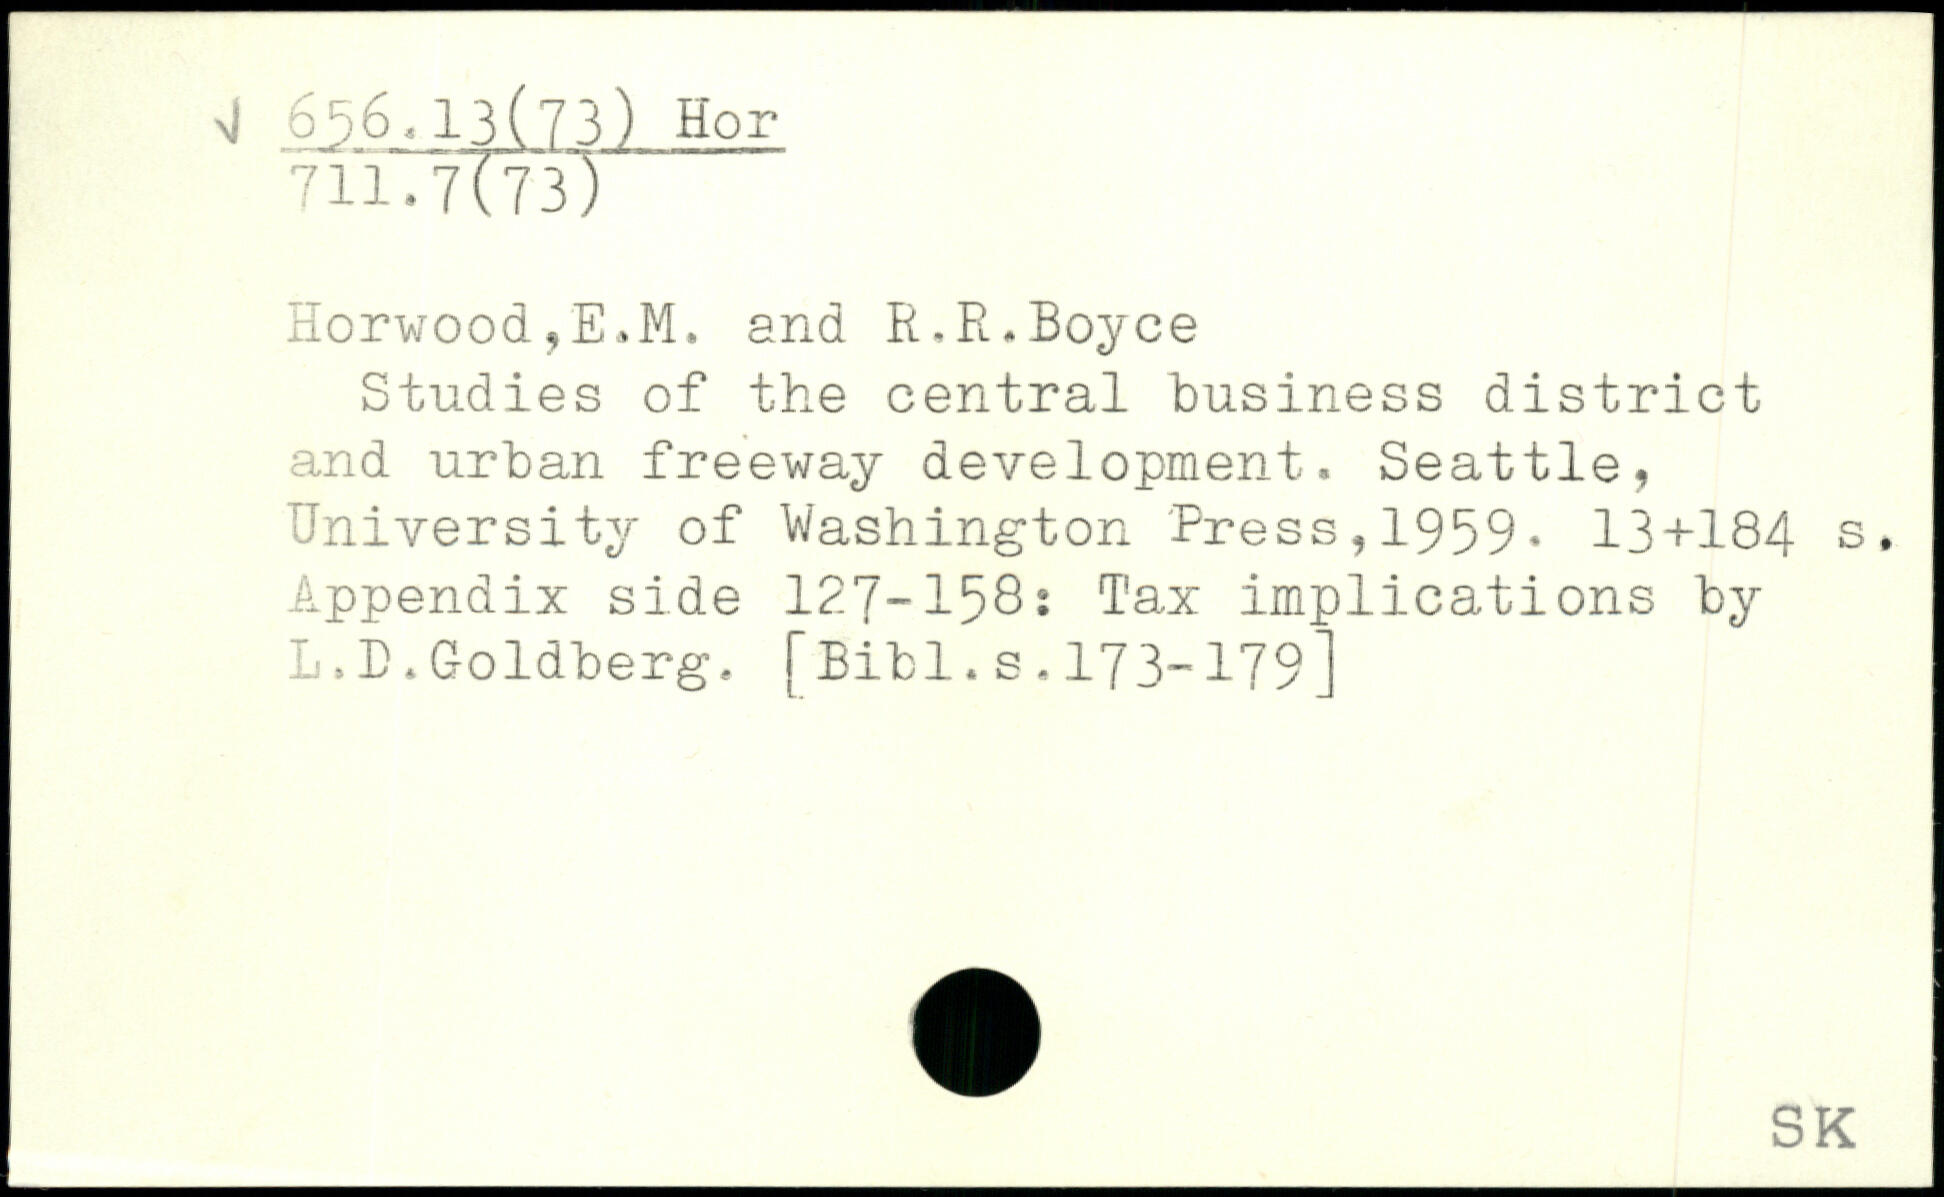 √ 656.13(73) Hor
711.7(73)
Horwood,E.M. and R.R.Boyce
Studies of the central business district
and urban freeway development. Seattle,
University of Washington Press,1959. 13+184 s.
Appendix side 127-158: Tax implications by
L.D.Goldberg. [Bibl.s.173-179]
SK